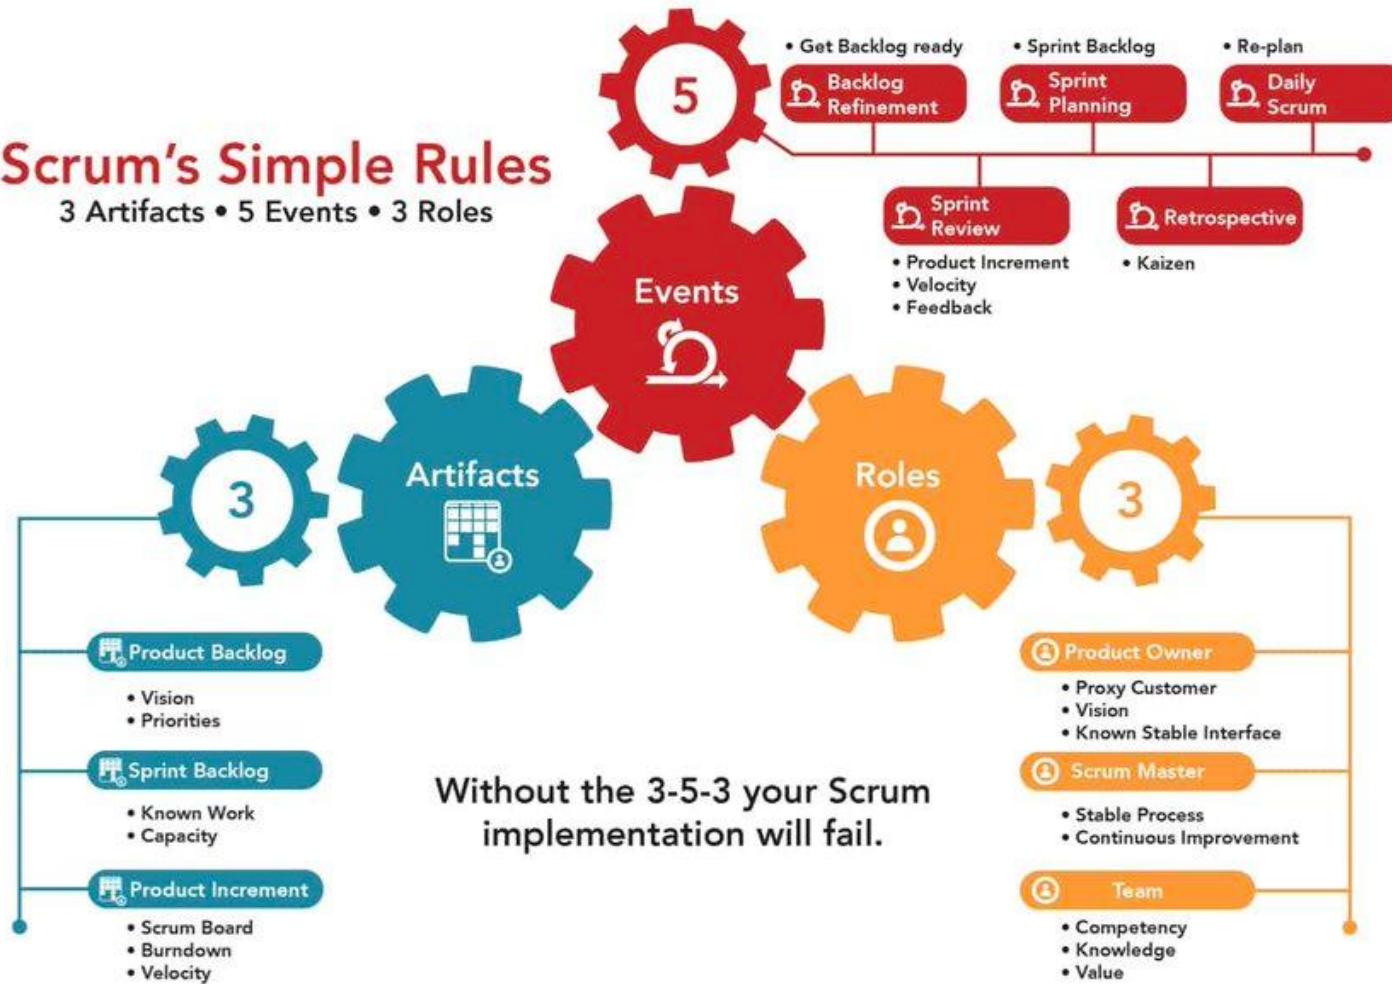 Scrum's Simple Rules
3 Artifacts • 5 Events • 3 Roles
5
• Get Backlog ready
Backlog
Refinement
• Sprint Backlog
Sprint
Planning
• Re-plan
Daily
Scrum
Sprint
Review
• Product Increment
• Velocity
• Feedback
Retrospective
• Kaizen
Events
Artifacts
3
Product Backlog
• Vision
• Priorities
Sprint Backlog
• Known Work
• Capacity
Product Increment
• Scrum Board
• Burndown
• Velocity
Roles
3
Product Owner
• Proxy Customer
• Vision
• Known Stable Interface
Scrum Master
• Stable Process
• Continuous Improvement
Team
• Competency
• Knowledge
• Value
Without the 3-5-3 your Scrum
implementation will fail.